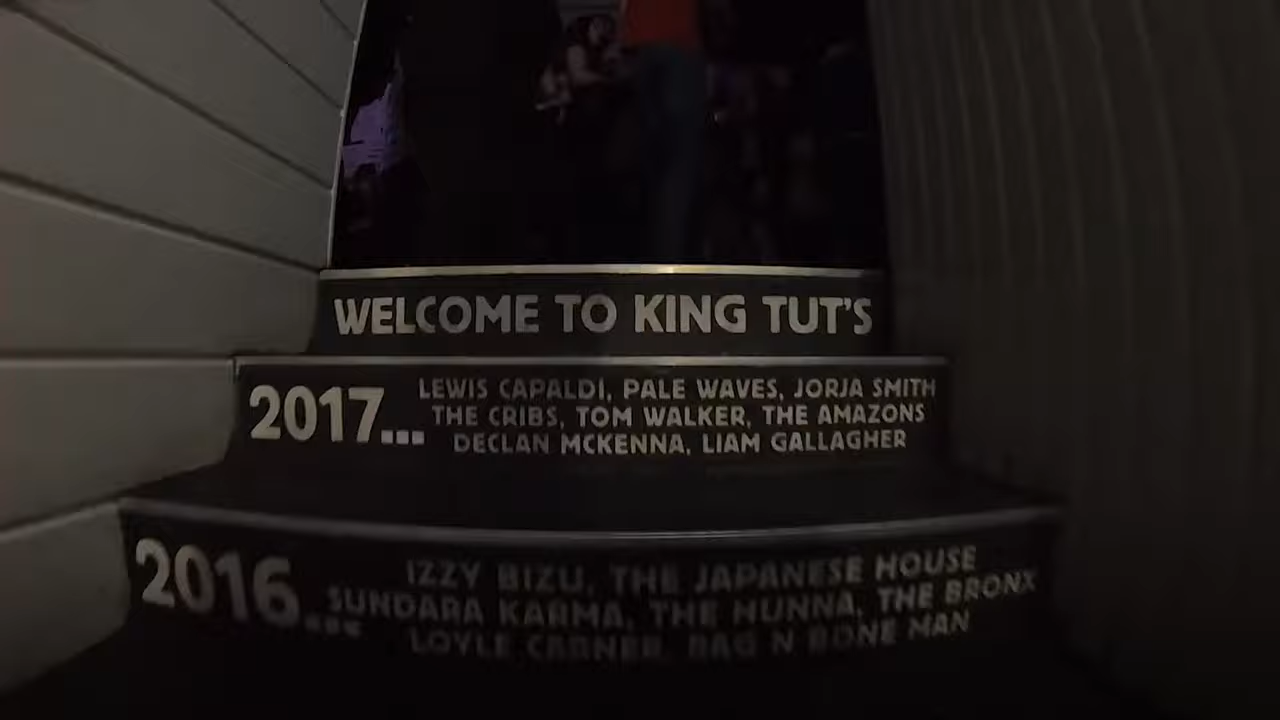 WELCOME TO KING TUT'S
2017... LEWIS CAPALDI, PALE WAVES, JORJA SMITH
THE CRIBS, TOM WALKER, THE AMAZONS
DECLAN MCKENNA, LIAM GALLAGHER
2016... IZZY BIZU, THE JAPANESE HOUSE
SUNDARA KARMA, THE HUNNA, THE BRONX
LOYLE CARNER, RAG N BONE MAN